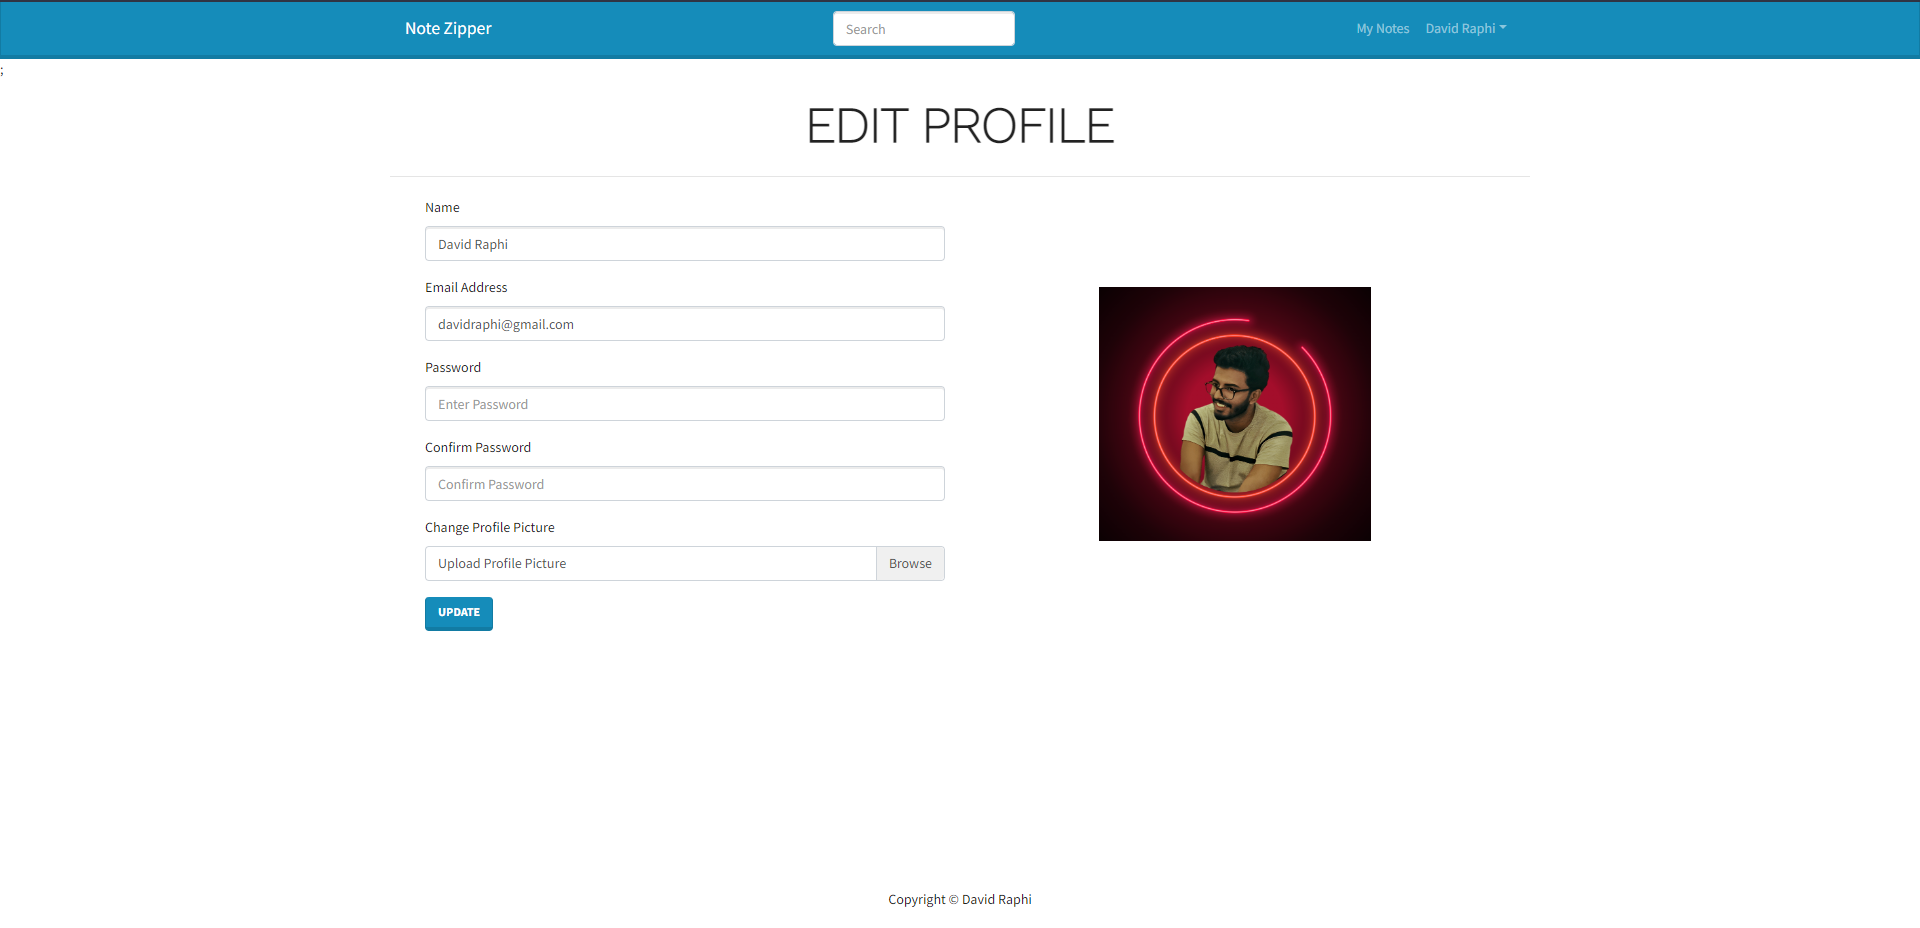 Note Zipper
Search
My Notes
David Raphi
;
EDIT PROFILE
Name
David Raphi
Email Address
davidraphi@gmail.com
Password
Enter Password
Confirm Password
Confirm Password
Change Profile Picture
Upload Profile Picture
Browse
UPDATE
Copyright © David Raphi